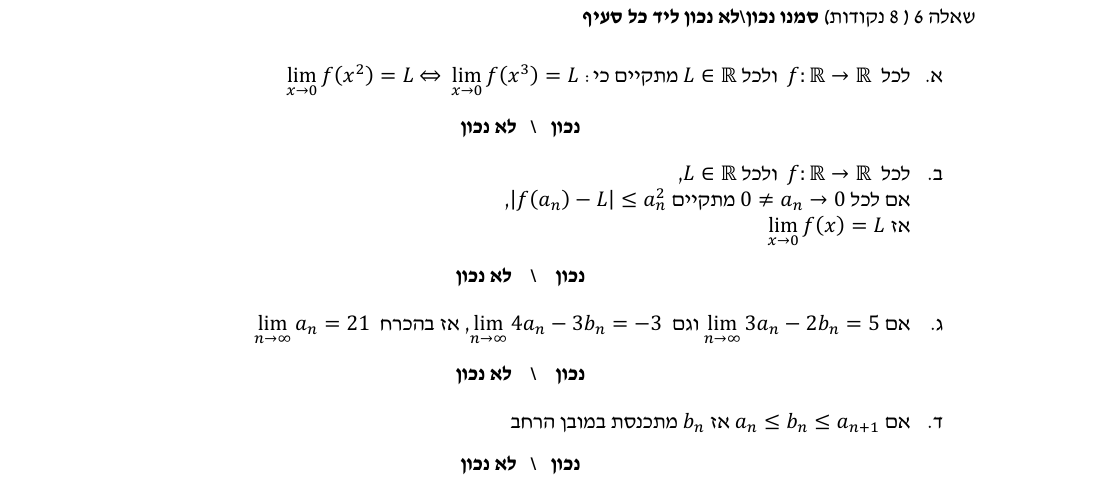 שאלה 6 ( 8 נקודות) סמנו נכון\לא נכון ליד כל סעיף
א. לכל f: ℝ → ℝ ולכל L ∈ ℝ מתקיים כי: lim_{x→0} f(x²) = L ⇔ lim_{x→0} f(x³) = L
נכון \ לא נכון
ב. לכל f: ℝ → ℝ ולכל L ∈ ℝ,
אם לכל 0 ≠ a_n → 0 מתקיים |f(a_n) − L| ≤ a_n²,
אז lim_{x→0} f(x) = L
נכון \ לא נכון
ג. אם lim_{n→∞} 3a_n − 2b_n = 5 וגם lim_{n→∞} 4a_n − 3b_n = −3, אז בהכרח lim_{n→∞} a_n = 21
נכון \ לא נכון
ד. אם a_n ≤ b_n ≤ a_{n+1} אז b_n מתכנסת במובן הרחב
נכון \ לא נכון